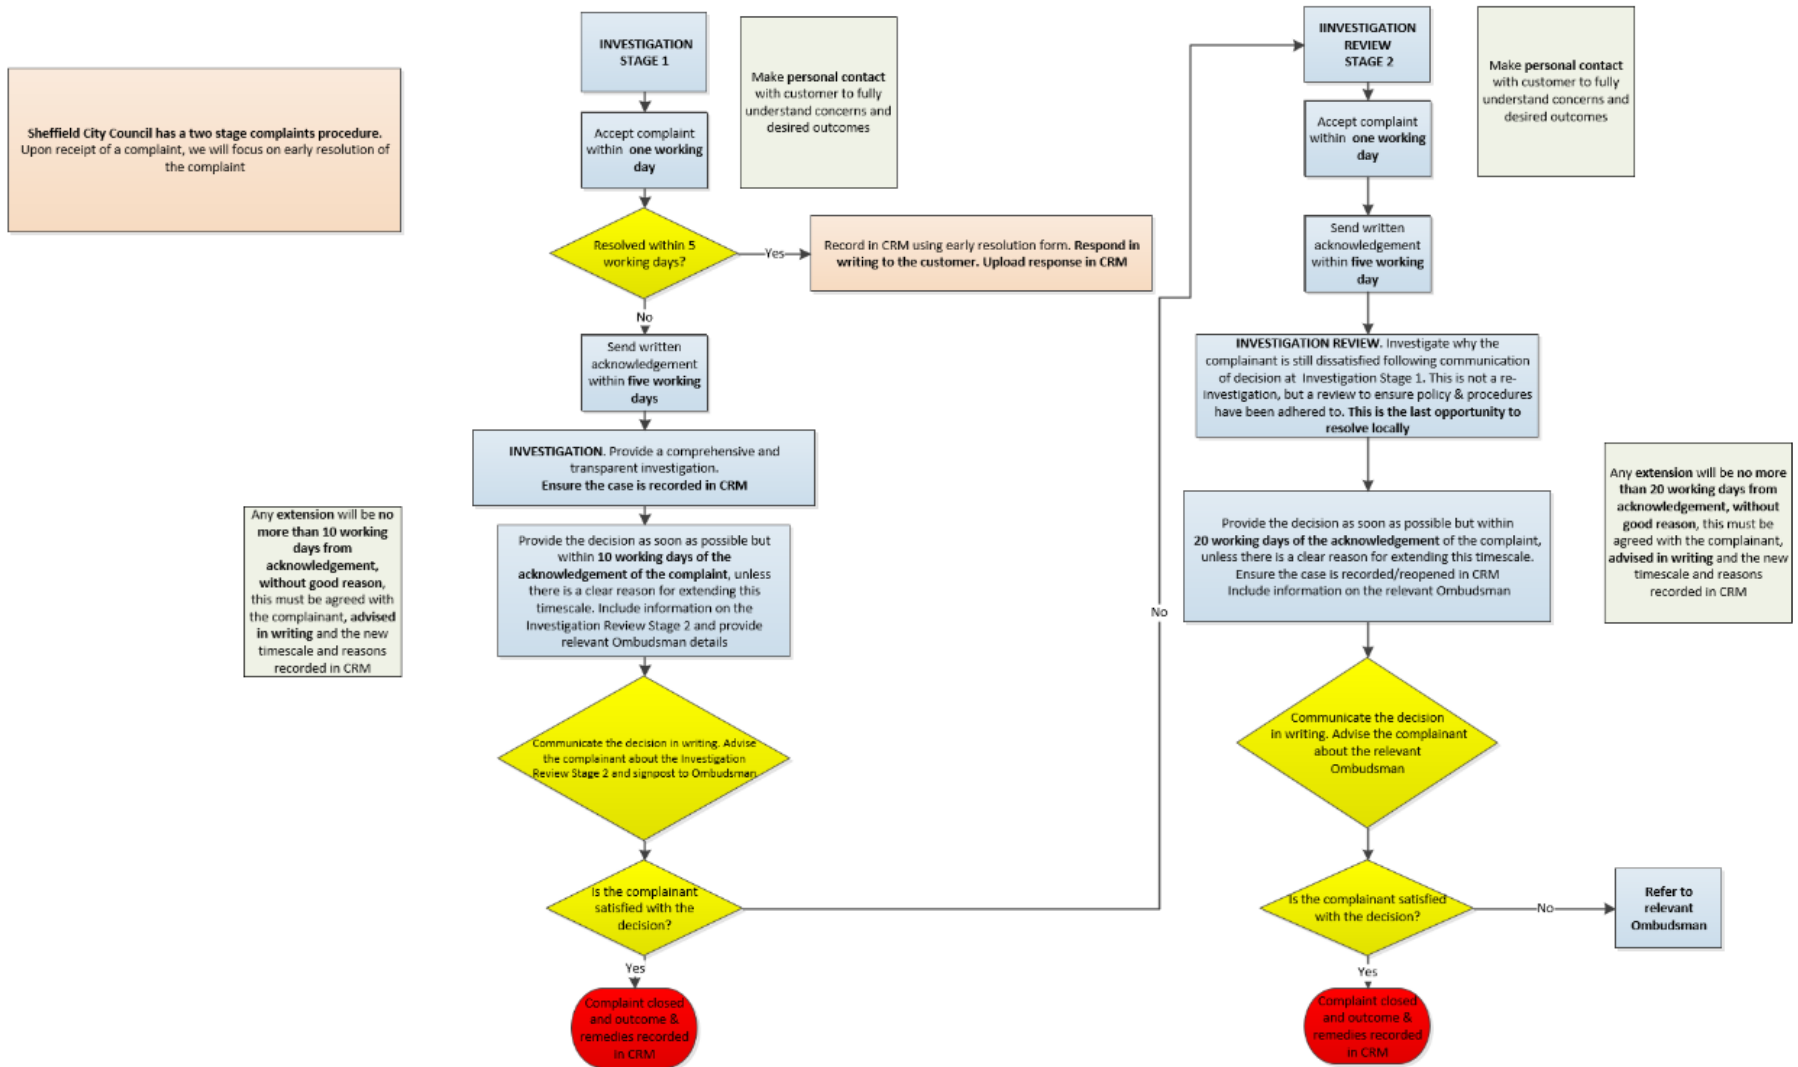 Sheffield City Council has a two stage complaints procedure.
Upon receipt of a complaint, we will focus on early resolution of
the complaint
INVESTIGATION
STAGE 1
Make personal contact
with customer to fully
understand concerns and
desired outcomes
Accept complaint
within one working
day
Resolved within 5
working days?
Yes
Record in CRM using early resolution form. Respond in
writing to the customer. Upload response in CRM
No
Send written
acknowledgement
within five working
days
INVESTIGATION. Provide a comprehensive and
transparent investigation.
Ensure the case is recorded in CRM
Any extension will be no
more than 10 working
days from
acknowledgement,
without good reason,
this must be agreed with
the complainant, advised
in writing and the new
timescale and reasons
recorded in CRM
Provide the decision as soon as possible but
within 10 working days of the
acknowledgement of the complaint, unless
there is a clear reason for extending this
timescale. Include information on the
Investigation Review Stage 2 and provide
relevant Ombudsman details
Communicate the decision in writing. Advise
the complainant about the Investigation
Review Stage 2 and signpost to Ombudsman
Is the complainant
satisfied with the
decision?
Yes
Complaint closed
and outcome &
remedies recorded
in CRM
No
IINVESTIGATION
REVIEW
STAGE 2
Make personal contact
with customer to fully
understand concerns and
desired outcomes
Accept complaint
within one working
day
Send written
acknowledgement
within five working
day
INVESTIGATION REVIEW. Investigate why the
complainant is still dissatisfied following communication
of decision at Investigation Stage 1. This is not a re-
investigation, but a review to ensure policy & procedures
have been adhered to. This is the last opportunity to
resolve locally
Any extension will be no more
than 20 working days from
acknowledgement, without
good reason, this must be
agreed with the complainant,
advised in writing and the new
timescale and reasons
recorded in CRM
Provide the decision as soon as possible but within
20 working days of the acknowledgement of the complaint,
unless there is a clear reason for extending this timescale.
Ensure the case is recorded/reopened in CRM
Include information on the relevant Ombudsman
Communicate the decision
in writing. Advise the complainant
about the relevant
Ombudsman
Is the complainant satisfied
with the decision?
No
Refer to
relevant
Ombudsman
Yes
Complaint closed
and outcome &
remedies recorded
in CRM